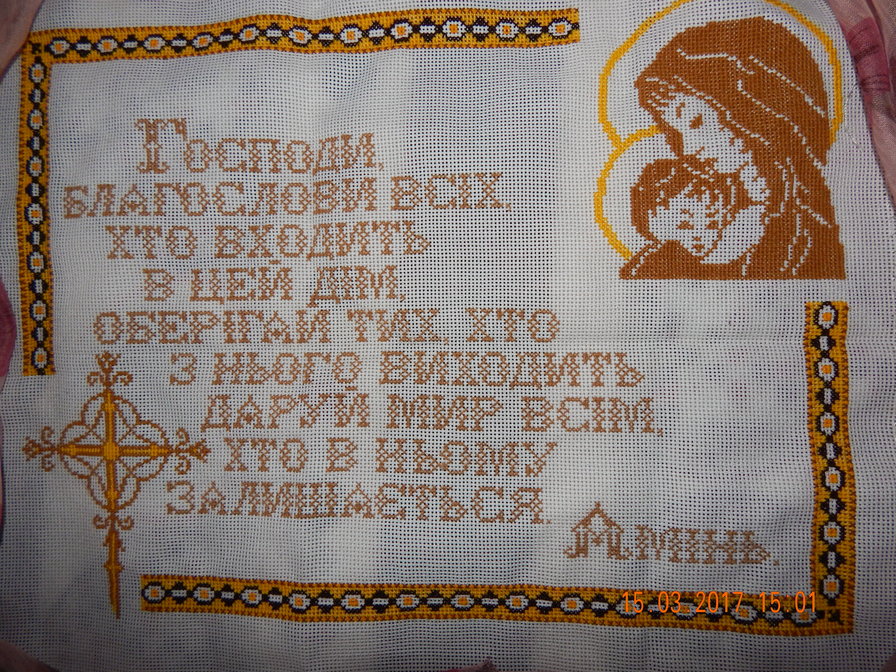 Господи,
БЛАГОСЛОВИ ВСІХ,
ХТО ВХОДИТЬ
В ЦЕЙ ДІМ,
ОБЕРІГАЙ ТИХ, ХТО
З НЬОГО ВИХОДИТЬ
ДАРУЙ МИР ВСІМ,
ХТО В НЬОМУ
ЗАЛИШАЄТЬСЯ.
Амінь.
15.03.2017 15:01